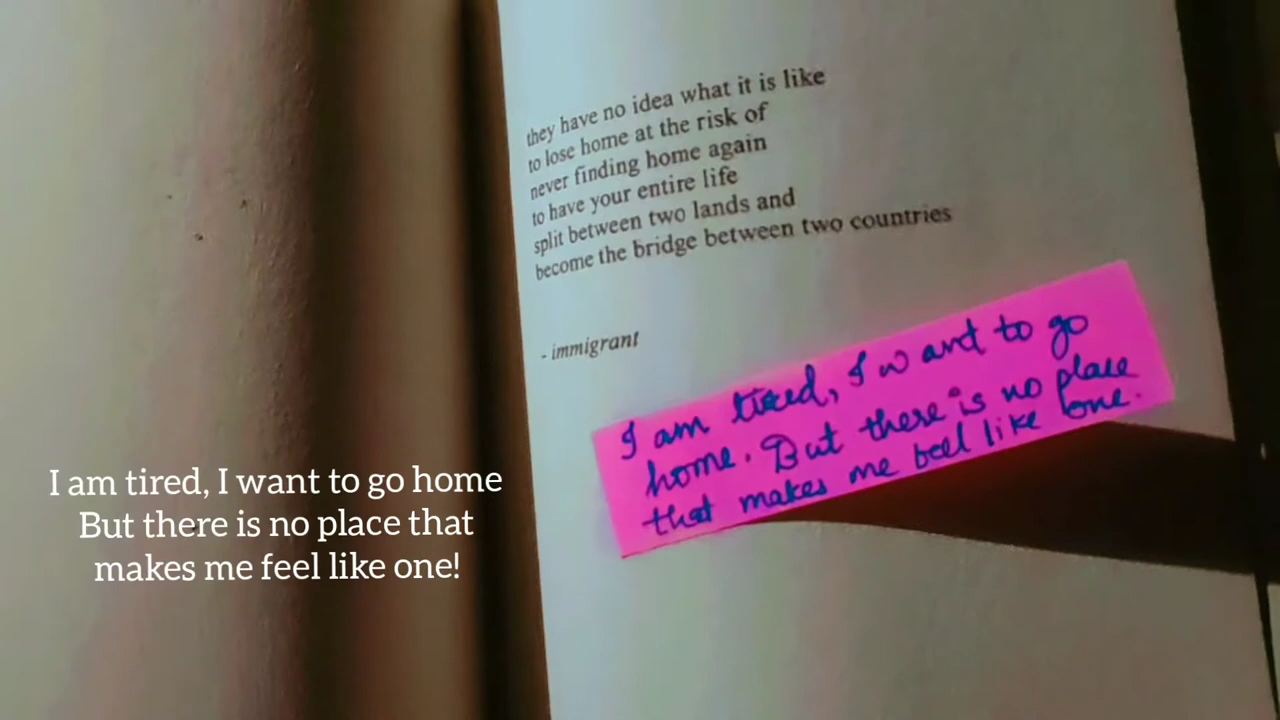 they have no idea what it is like
to lose home at the risk of
never finding home again
to have your entire life
split between two lands and
become the bridge between two countries
- immigrant
I am tired, I want to go
home. But there is no place
that makes me feel like one.
I am tired, I want to go home
But there is no place that
makes me feel like one!